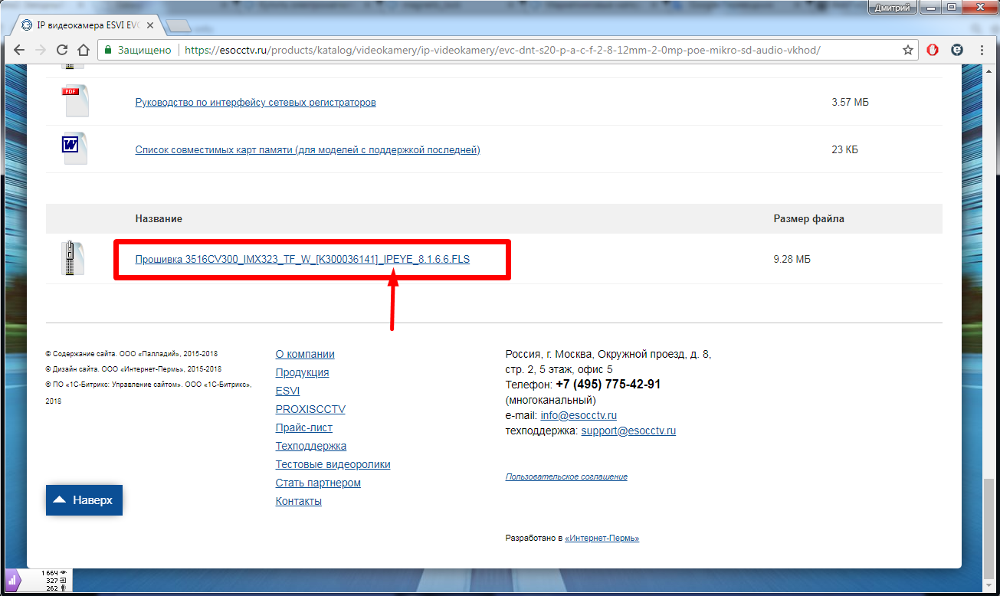 Дмитрий
IP видеокамера ESVI EVC
Защищено
https://esocctv.ru/products/katalog/videokamery/ip-videokamery/evc-dnt-s20-p-a-c-f-2-8-12mm-2-0mp-poe-mikro-sd-audio-vkhod/
PDF
Руководство по интерфейсу сетевых регистраторов
3.57 МБ
W
Список совместимых карт памяти (для моделей с поддержкой последней)
23 КБ
Название
Размер файла
Прошивка 3516CV300_IMX323_TF_W_[K300036141]_IPEYE_8.1.6.6.FLS
9.28 МБ
© Содержание сайта. ООО «Палладий», 2015-2018
© Дизайн сайта. ООО «Интернет-Пермь», 2015-2018
© ПО «1С-Битрикс: Управление сайтом». ООО «1С-Битрикс»,
2018
О компании
Продукция
ESVI
PROXISCCTV
Прайс-лист
Техподдержка
Тестовые видеоролики
Стать партнером
Контакты
Россия, г. Москва, Окружной проезд, д. 8,
стр. 2, 5 этаж, офис 5
Телефон: +7 (495) 775-42-91
(многоканальный)
e-mail: info@esocctv.ru
техподдержка: support@esocctv.ru
Пользовательское соглашение
Наверх
Разработано в «Интернет-Пермь»
1 664
327
262